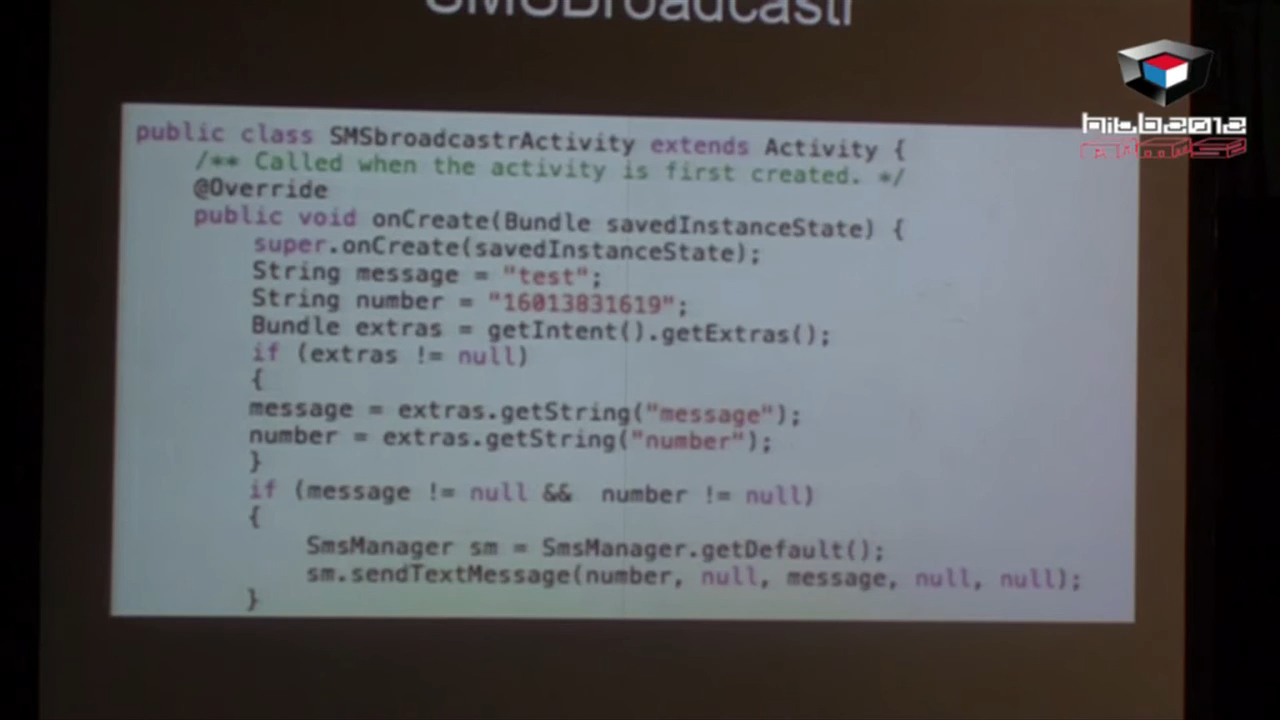 SMSBroadcastr
hitb2012
public class SMSbroadcastrActivity extends Activity {
/** Called when the activity is first created. */
@Override
public void onCreate(Bundle savedInstanceState) {
super.onCreate(savedInstanceState);
String message = "test";
String number = "16013831619";
Bundle extras = getIntent().getExtras();
if (extras != null)
{
message = extras.getString("message");
number = extras.getString("number");
}
if (message != null &&  number != null)
{
SmsManager sm = SmsManager.getDefault();
sm.sendTextMessage(number, null, message, null, null);
}